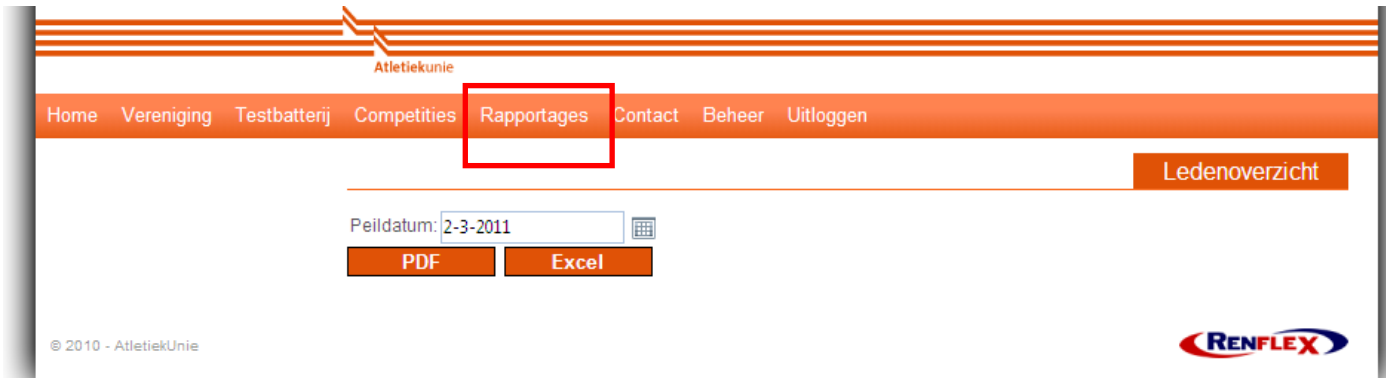 Atletiekunie
Home Vereniging Testbatterij Competities Rapportages Contact Beheer Uitloggen
Ledenoverzicht
Peildatum: 2-3-2011
PDF Excel
© 2010 - AtletiekUnie
RENFLEX